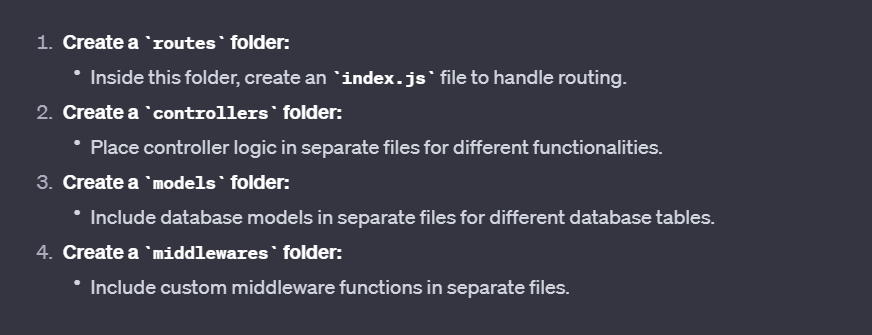 1. Create a `routes` folder:
• Inside this folder, create an `index.js` file to handle routing.
2. Create a `controllers` folder:
• Place controller logic in separate files for different functionalities.
3. Create a `models` folder:
• Include database models in separate files for different database tables.
4. Create a `middlewares` folder:
• Include custom middleware functions in separate files.